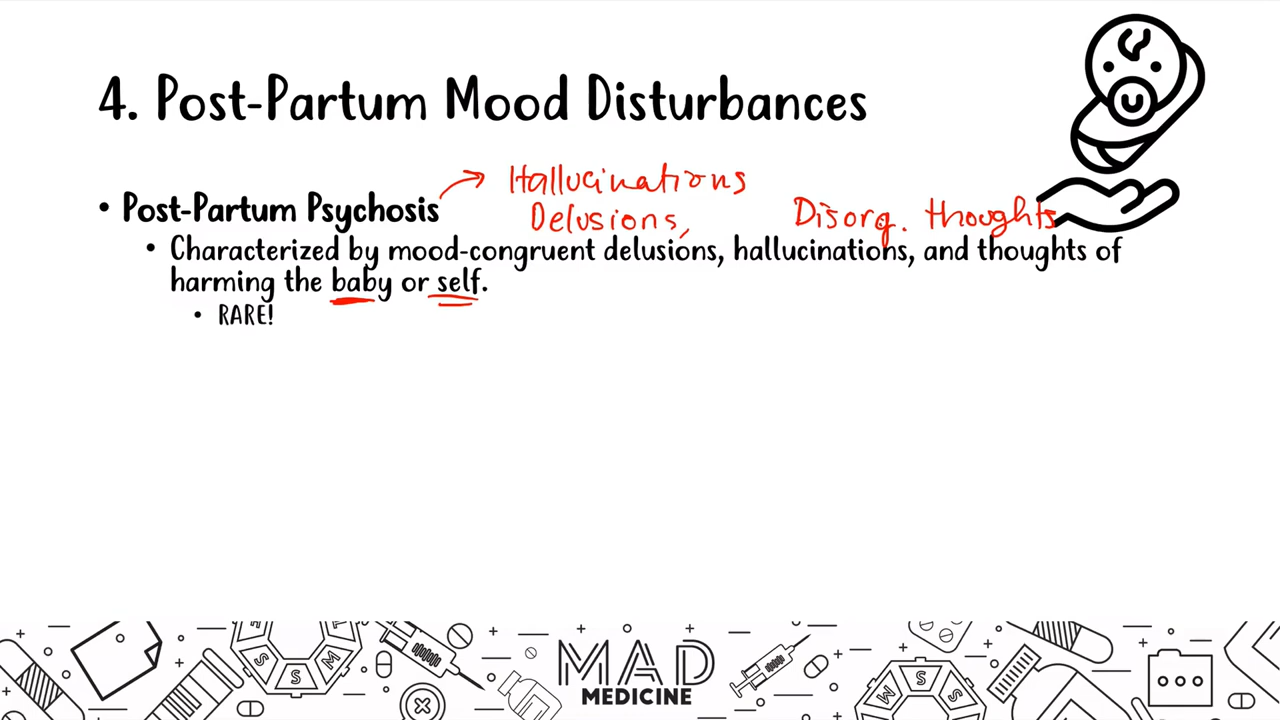 4. Post-Partum Mood Disturbances
Hallucinations
• Post-Partum Psychosis
Delusions, Disorg. thoughts
• Characterized by mood-congruent delusions, hallucinations, and thoughts of
harming the baby or self.
• RARE!
S
S
M
M
S
S
MAD
MEDICINE